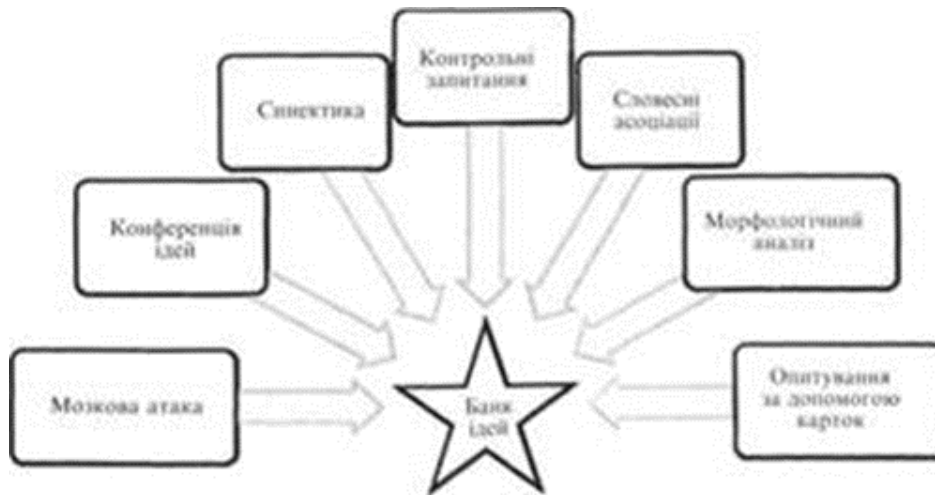 Контрольні
запитання
Синектика
Словесні
асоціації
Конференція
ідей
Морфологічний
аналіз
Мозкова атака
Банк
ідей
Опитування
за допомогою
карток